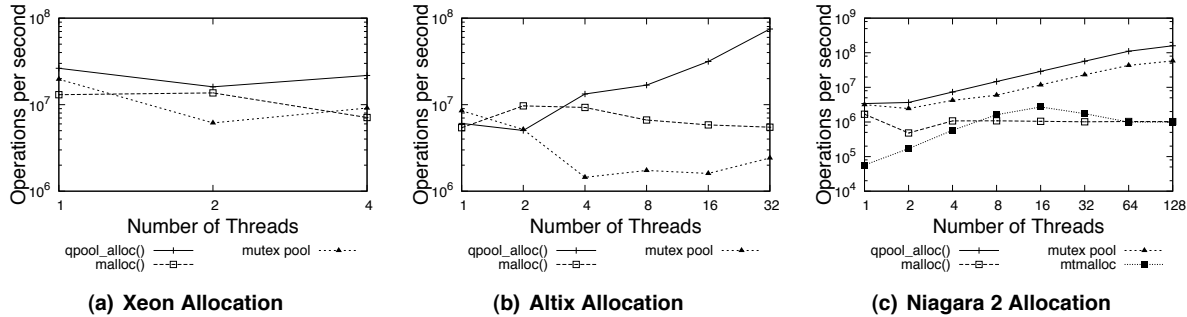 Operations per second
10^8
10^7
10^6
1
2
4
Number of Threads
qpool_alloc()
mutex pool
malloc()
(a) Xeon Allocation
Operations per second
10^8
10^7
10^6
1
2
4
8
16
32
Number of Threads
qpool_alloc()
mutex pool
malloc()
(b) Altix Allocation
Operations per second
10^9
10^8
10^7
10^6
10^5
10^4
1
2
4
8
16
32
64
128
Number of Threads
qpool_alloc()
mutex pool
malloc()
mtmalloc
(c) Niagara 2 Allocation